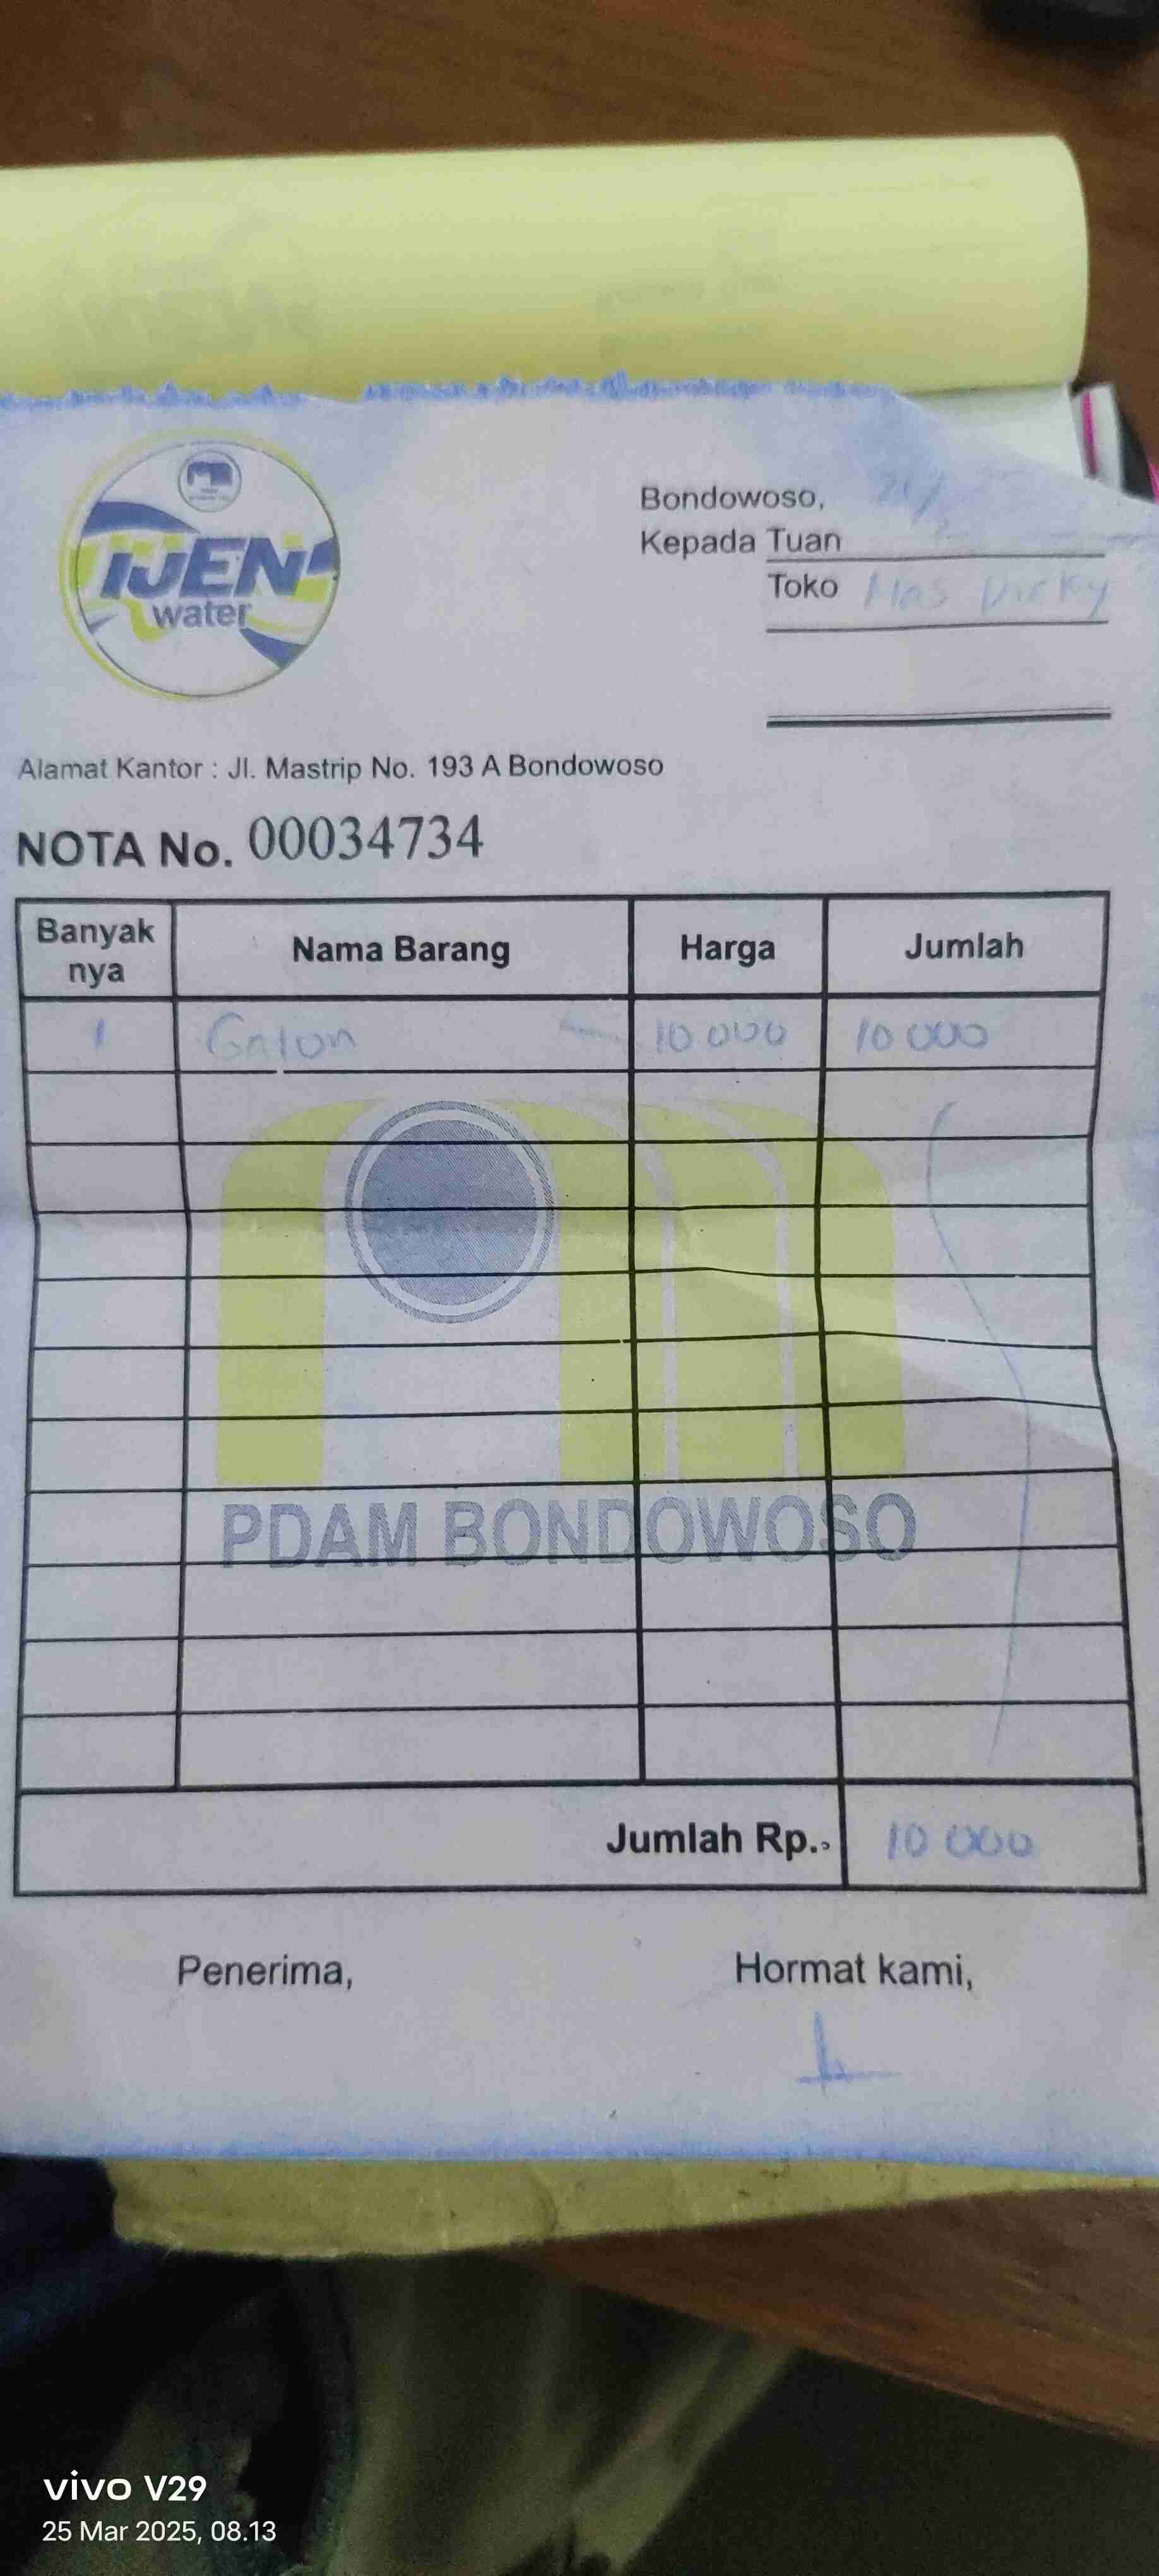 IJEN
water
Bondowoso,
Kepada Tuan
Toko Mas Dicky
Alamat Kantor : Jl. Mastrip No. 193 A Bondowoso
NOTA No. 00034734
Banyak nya Nama Barang Harga Jumlah
1 Galon 10 000 10 000
PDAM BONDOWOSO
Jumlah Rp.. 10 000
Penerima, Hormat kami,
vivo V29
25 Mar 2025, 08.13